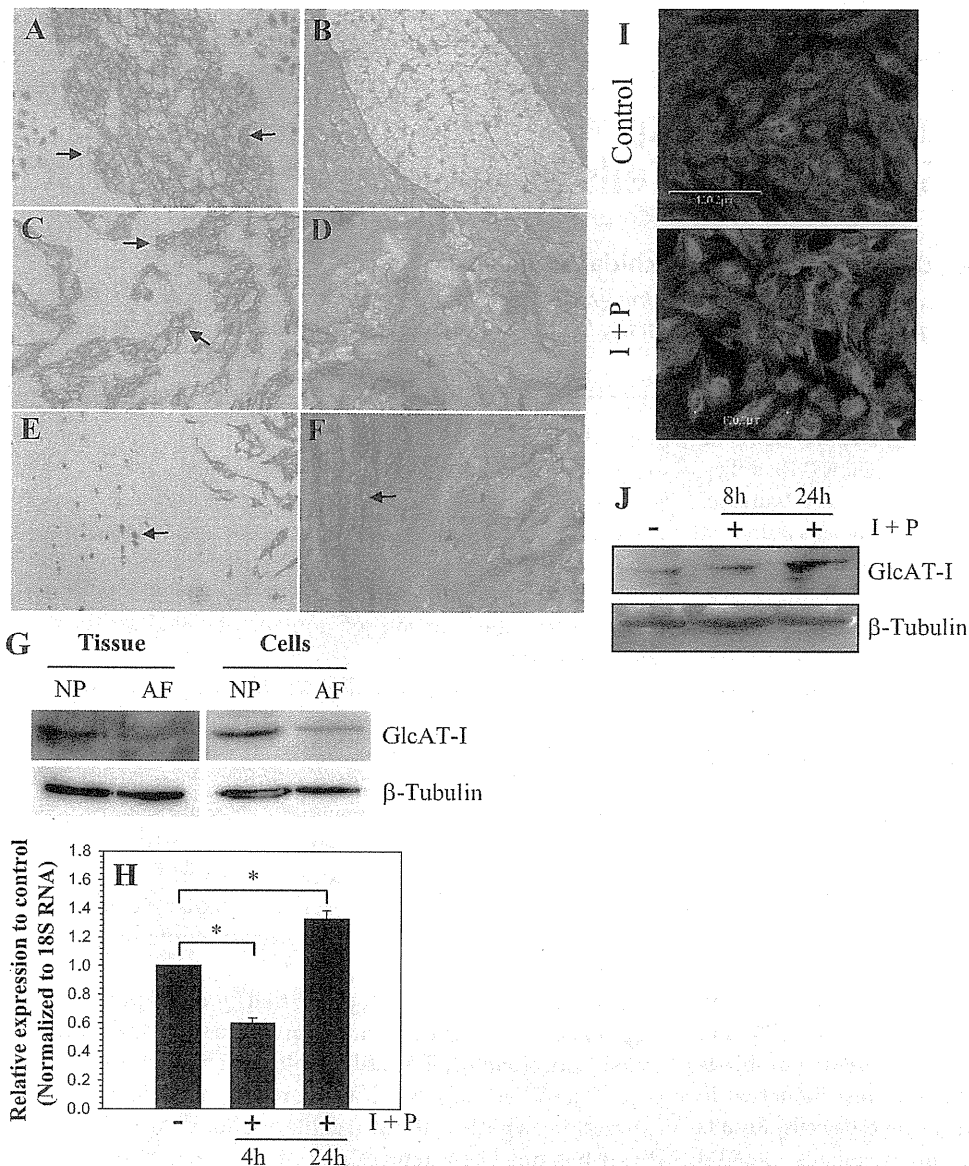 A
B
C
D
E
F
G
Tissue
Cells
NP
AF
NP
AF
GlcAT-I
β-Tubulin
H
Relative expression to control
(Normalized to 18S RNA)
1.8
1.6
1.4
1.2
1.0
0.8
0.6
0.4
0.2
0.0
*
*
-
+
+
I + P
4h
24h
I
Control
I + P
J
8h
24h
-
+
+
I + P
GlcAT-I
β-Tubulin